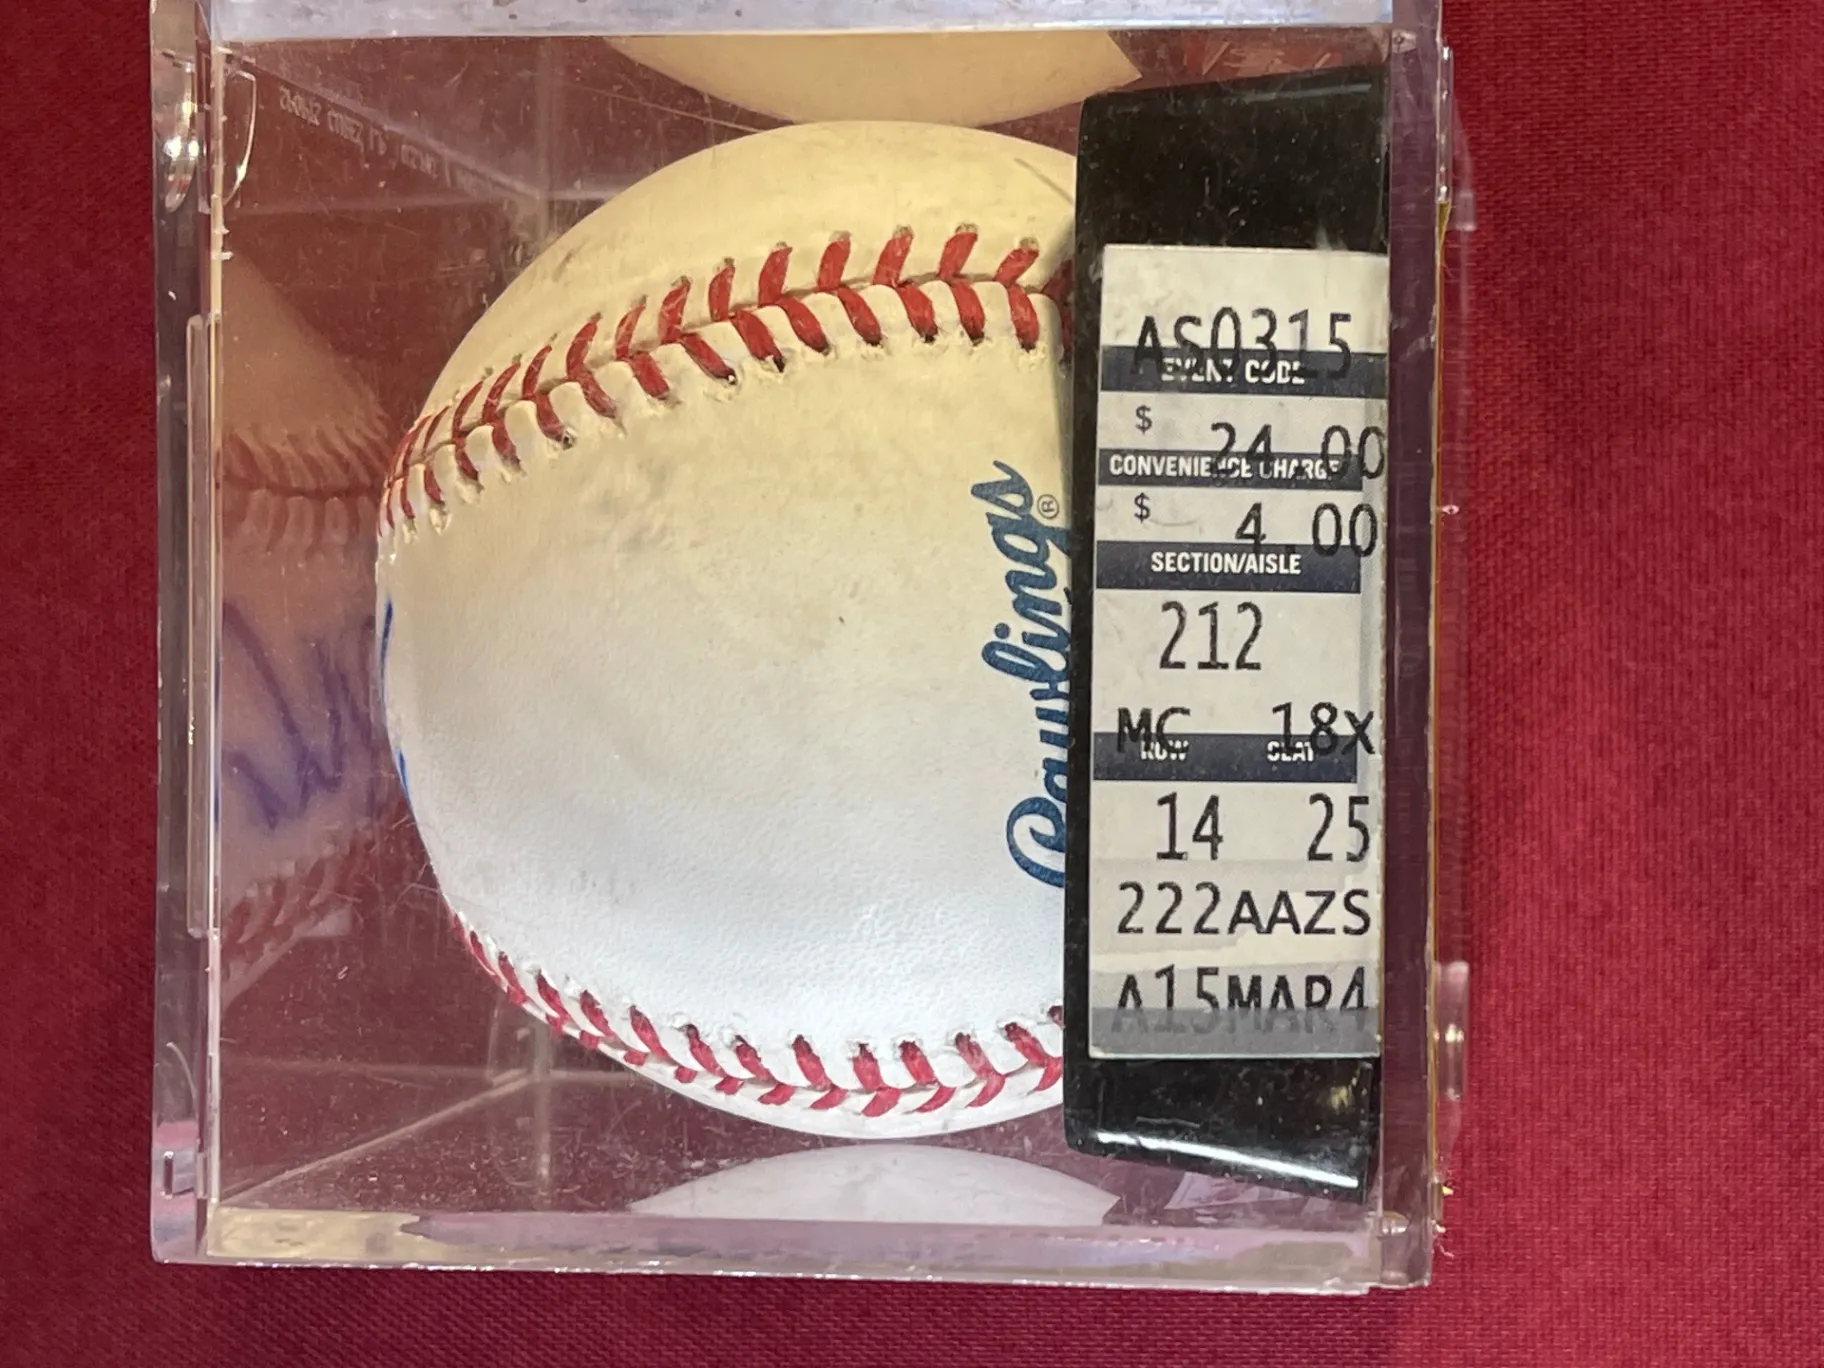 Rawlings®
AS0315
EVENT CODE
$ 24.00
CONVENIENCE CHARGE
$ 4.00
SECTION/AISLE
212
MC 18X
ROW SEAT
14 25
222AAZS
A15MAR4